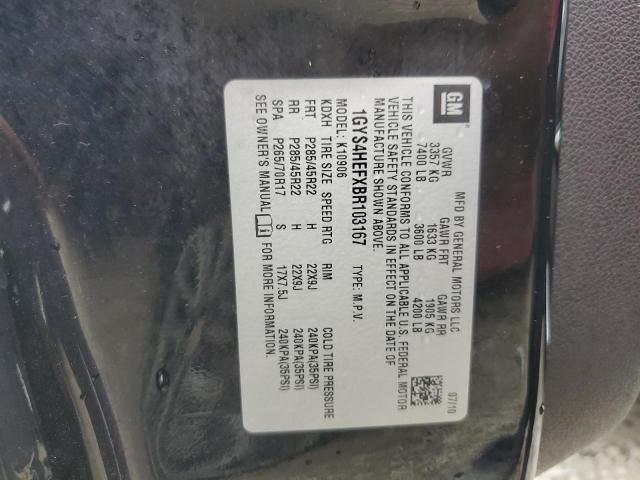 GM
MFD BY GENERAL MOTORS LLC 07/10
GVWR GAWR FRT GAWR RR
3357 KG 1633 KG 1905 KG
7400 LB 3600 LB 4200 LB
THIS VEHICLE CONFORMS TO ALL APPLICABLE U.S. FEDERAL MOTOR
VEHICLE SAFETY STANDARDS IN EFFECT ON THE DATE OF
MANUFACTURE SHOWN ABOVE.
1GYS4HEFXBR103167 TYPE: M.P.V.
MODEL: K10906
KDXH TIRE SIZE SPEED RTG RIM COLD TIRE PRESSURE
FRT P285/45R22 H 22X9J 240KPA(35PSI)
RR P285/45R22 H 22X9J 240KPA(35PSI)
SPA P265/70R17 S 17X7.5J 240KPA(35PSI)
SEE OWNER'S MANUAL i FOR MORE INFORMATION.